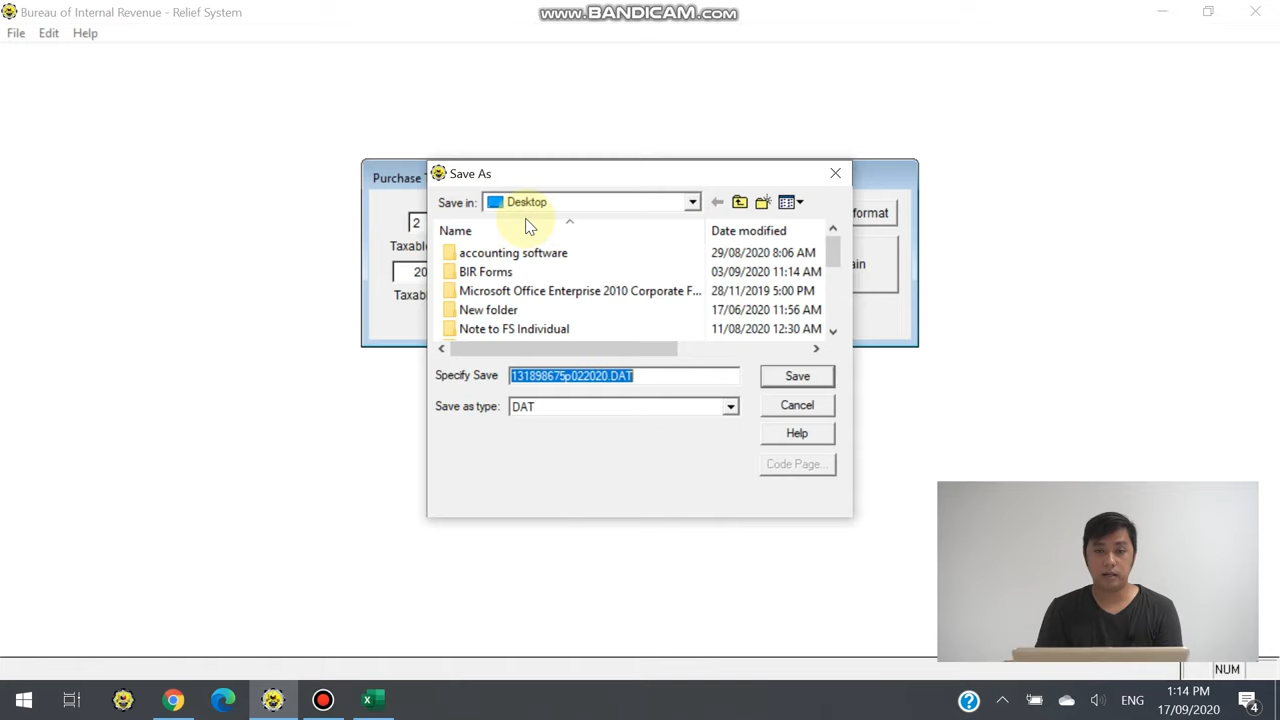 Bureau of Internal Revenue - Relief System
www.BANDICAM.com
File Edit Help
Purchase T
Save As
format
Save in: Desktop
2
Name Date modified
Taxabl
accounting software 29/08/2020 8:06 AM
ain
BIR Forms 03/09/2020 11:14 AM
20
Microsoft Office Enterprise 2010 Corporate F... 28/11/2019 5:00 PM
Taxabl
New folder 17/06/2020 11:56 AM
Note to FS Individual 11/08/2020 12:30 AM
Specify Save 131898675p022020.DAT Save
Save as type: DAT Cancel
Help
Code Page...
NUM
ENG
1:14 PM
17/09/2020
4